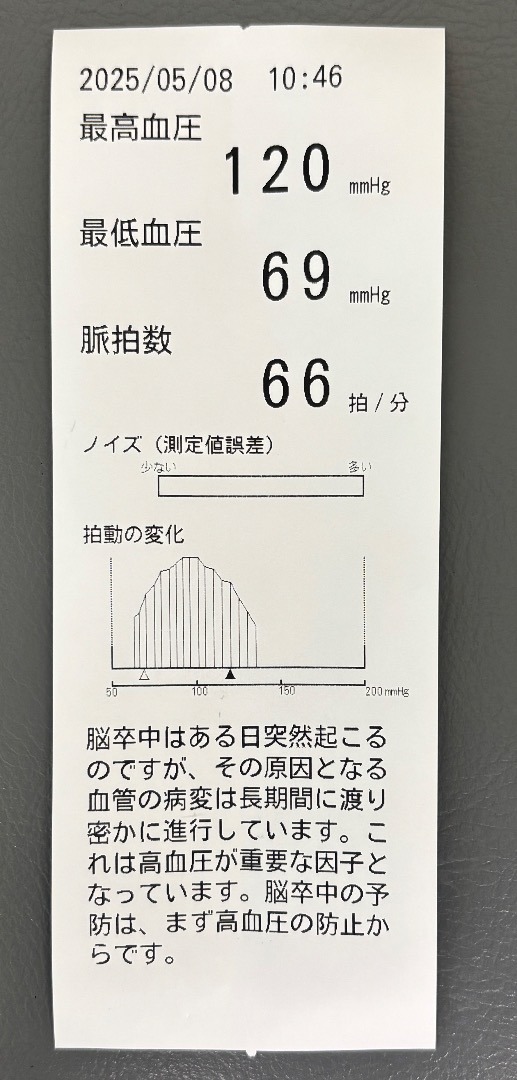 2025/05/08 10:46
最高血圧
120 mmHg
最低血圧
69 mmHg
脈拍数
66 拍/分
ノイズ (測定値誤差)
少ない 多い
拍動の変化
50 100 150 200 mmHg
脳卒中はある日突然起こる
のですが、その原因となる
血管の病変は長期間に渡り
密かに進行しています。こ
れは高血圧が重要な因子と
なっています。脳卒中の予
防は、まず高血圧の防止か
らです。